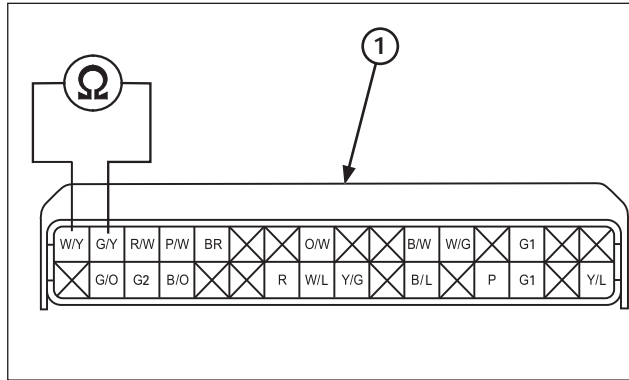 1
Ω
W/Y G/Y R/W P/W BR O/W B/W W/G G1
G/O G2 B/O R W/L Y/G B/L P G1 Y/L